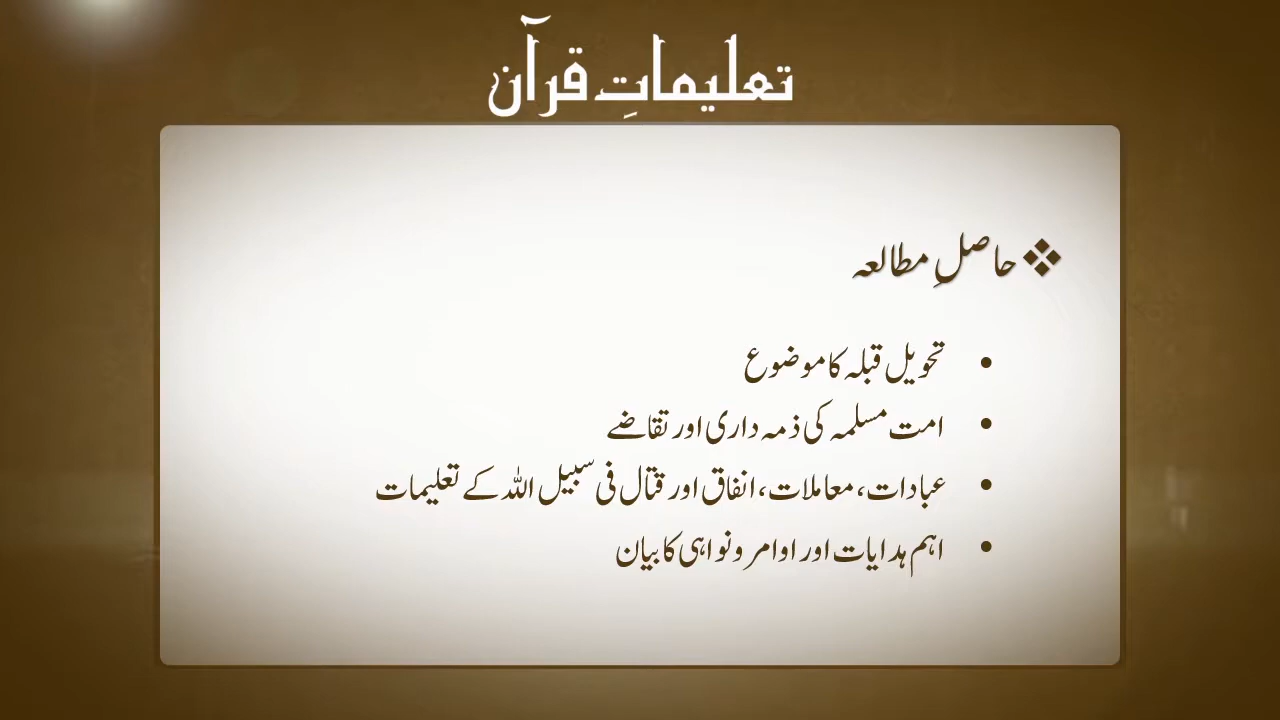 تعلیماتِ قرآن
❖ حاصلِ مطالعہ
• تحویل قبلہ کا موضوع
• امت مسلمہ کی ذمہ داری اور تقاضے
• عبادات، معاملات، انفاق اور قتال فی سبیل اللہ کے تعلیمات
• اہم ہدایات اور اوامر و نواہی کا بیان